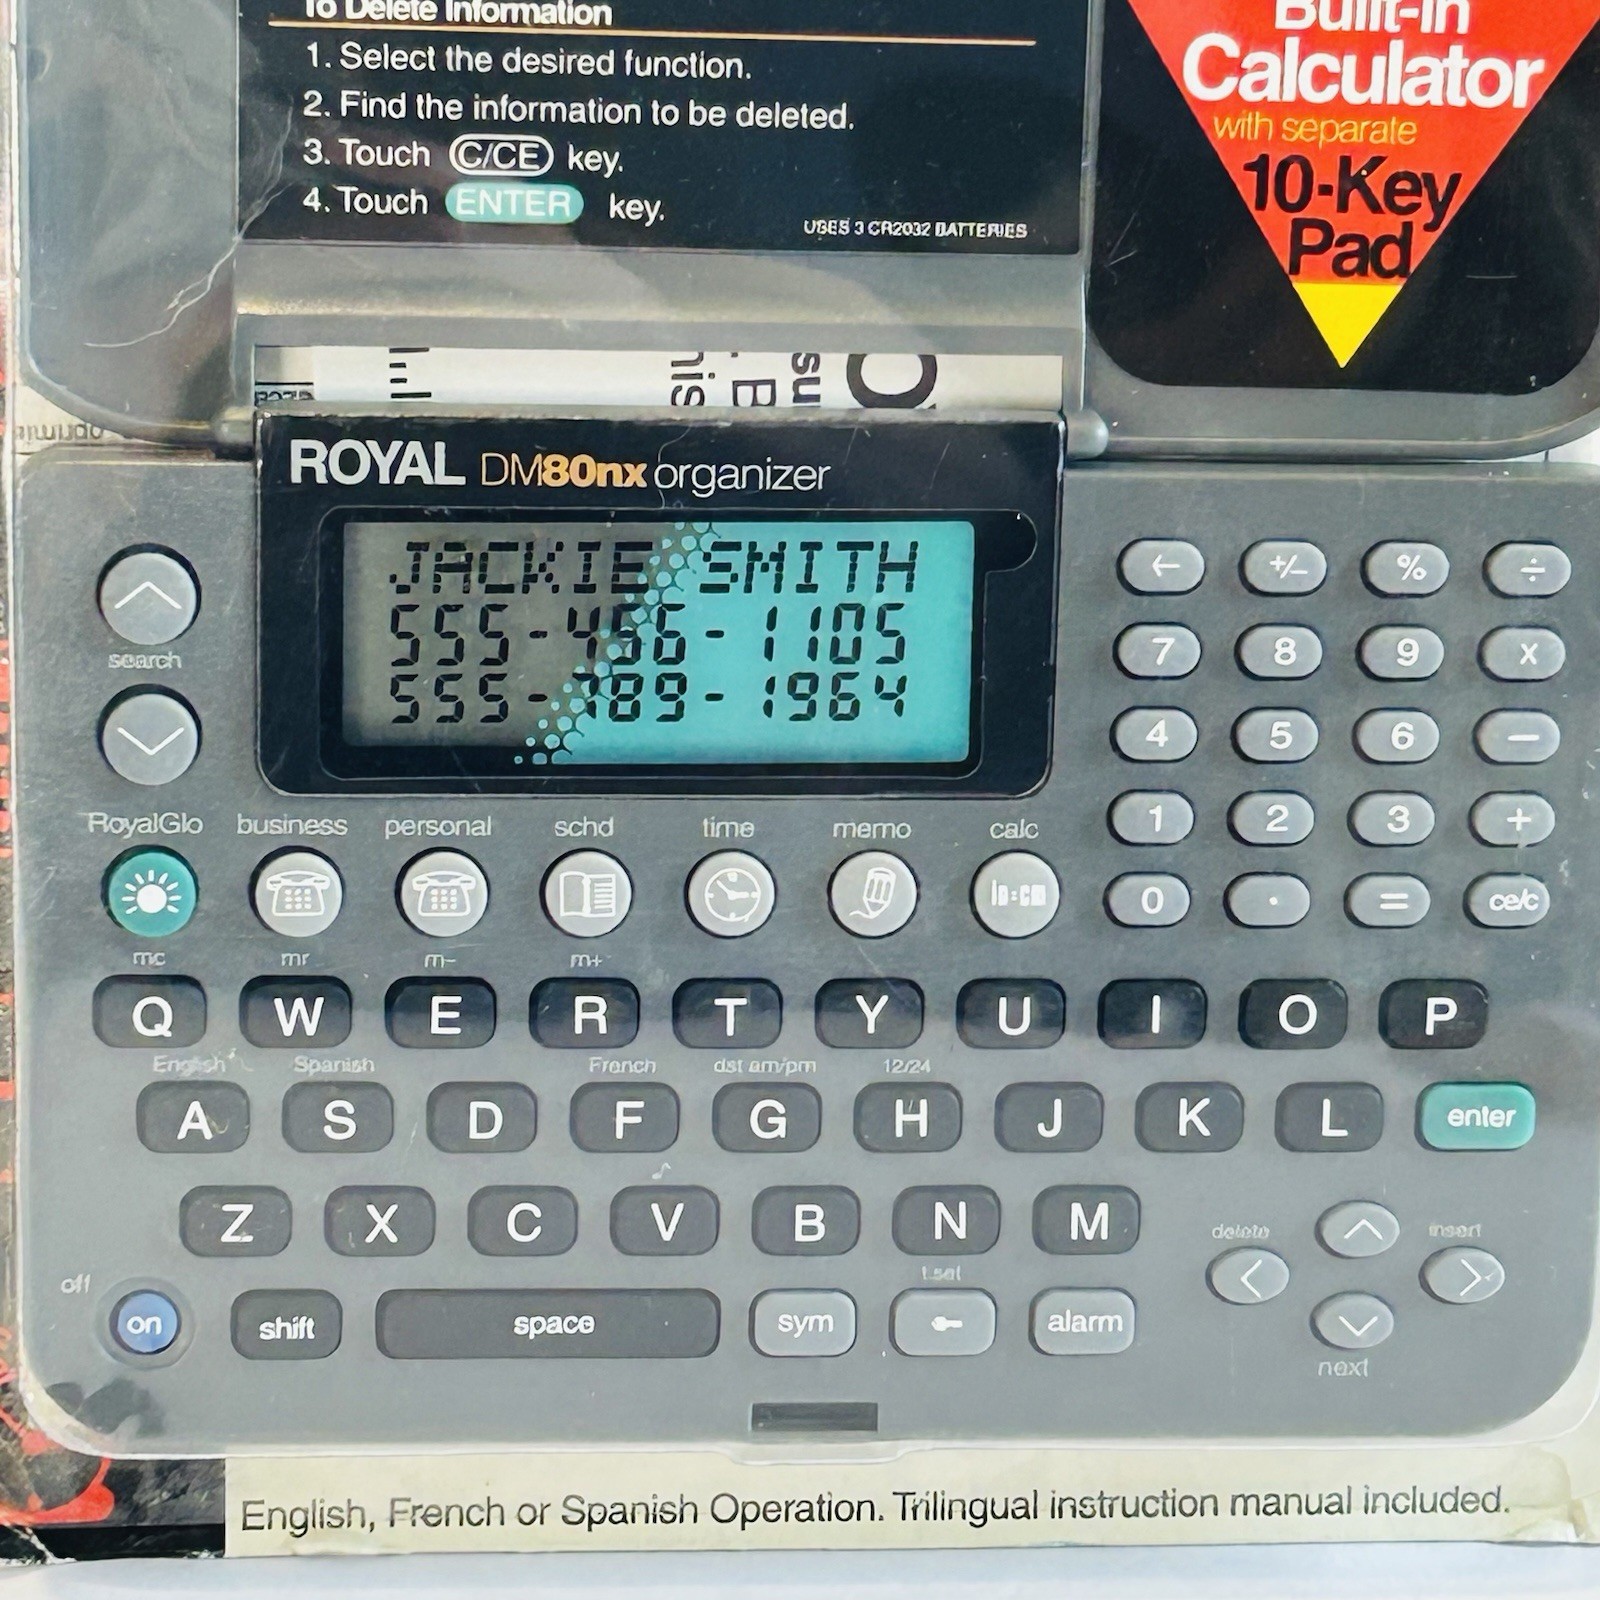 To Delete Information
1. Select the desired function.
2. Find the information to be deleted.
3. Touch C/CE key.
4. Touch ENTER key.
USES 3 CR2032 BATTERIES
Built-in
Calculator
with separate
10-Key
Pad
ROYAL DM80nx organizer
JACKIE SMITH
555-456-1105
555-789-1964
search
← +/− % ÷
7 8 9 x
4 5 6 −
1 2 3 +
0 . = ce/c
RoyalGlo business personal schd time memo calc
in:cm
mc mr m− m+
Q W E R T Y U I O P
English Spanish French dst am/pm 12/24
A S D F G H J K L enter
Z X C V B N M
delete insert
off t.set
on shift space sym alarm
next
English, French or Spanish Operation. Trilingual instruction manual included.